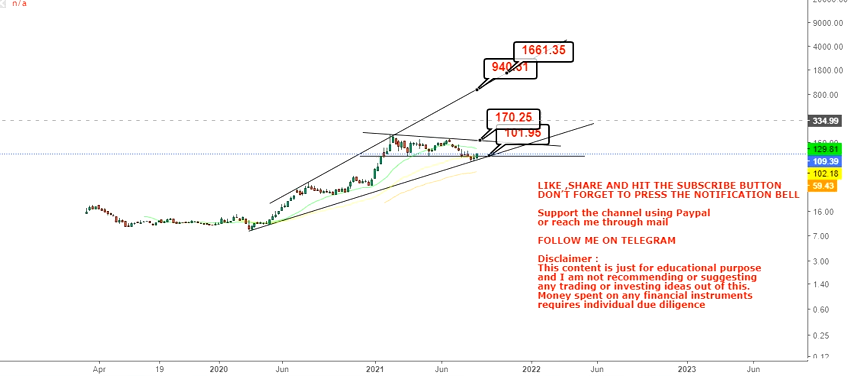 n/a
9000.00
4000.00
1661.35
1800.00
800.00
170.25
334.99
101.95
129.81
109.39
102.18
59.43
LIKE ,SHARE AND HIT THE SUBSCRIBE BUTTON
DON'T FORGET TO PRESS THE NOTIFICATION BELL
Support the channel using Paypal
or reach me through mail
FOLLOW ME ON TELEGRAM
Disclaimer :
This content is just for educational purpose
and I am not recommending or suggesting
any trading or investing ideas out of this.
Money spent on any financial instruments
requires individual due diligence
16.00
7.00
3.00
1.40
0.60
0.25
0.12
Apr 19 2020 Jun 2021 Jun 2022 Jun 2023 Jun